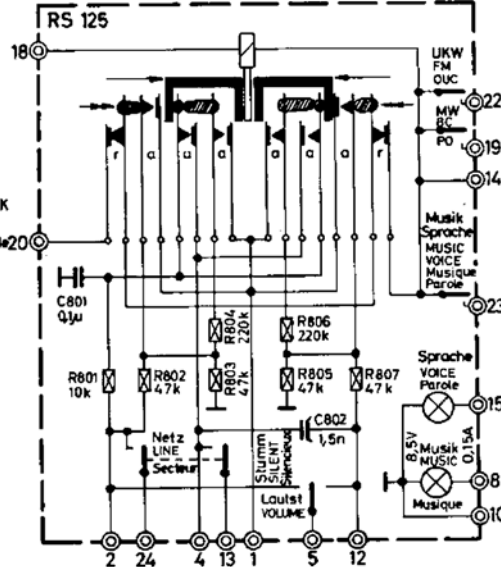 RS 125
18
UKW
FM
OUC
22
MW
BC
PO
19
14
r a a a a a a r
K
20
Musik
Sprache
MUSIC
VOICE
Musique
Parole
23
C801
0,1µ
R804
220k
R806
220k
R801
10k
R802
47k
R803
47k
R805
47k
R807
47k
Sprache
VOICE
Parole
15
C802
1,5n
Netz
LINE
Secteur
Stumm
SILENT
Silencieux
8,5V
0,15A
Musik
MUSIC
Musique
8
Lautst
VOLUME
10
2 24 4 13 1 5 12